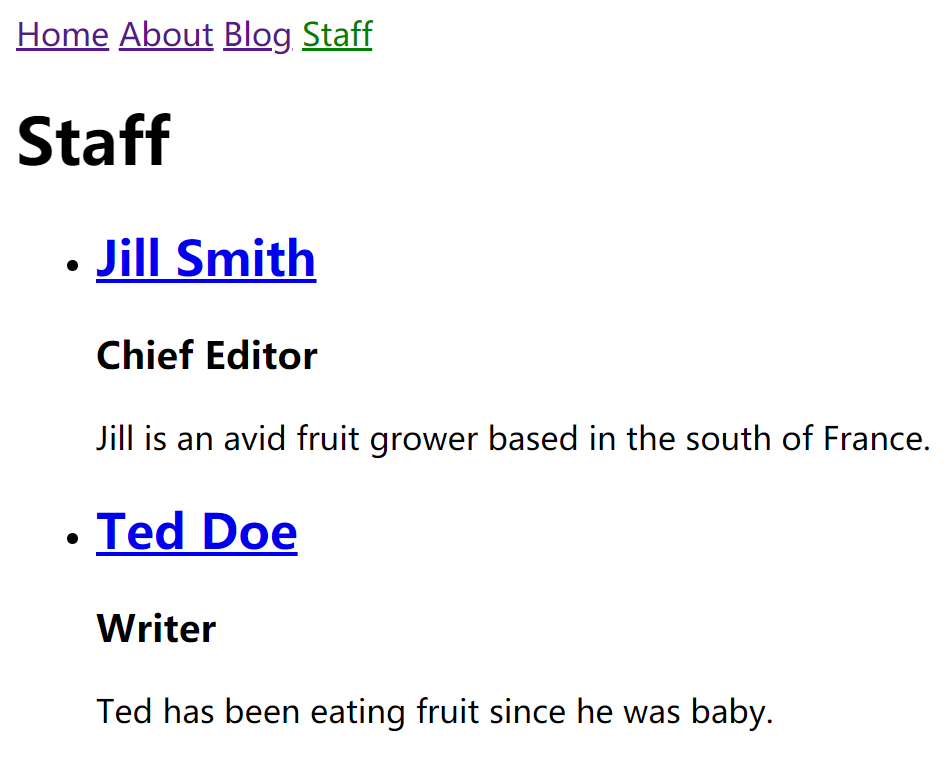 Home About Blog Staff
Staff
Jill Smith
Chief Editor
Jill is an avid fruit grower based in the south of France.
Ted Doe
Writer
Ted has been eating fruit since he was baby.